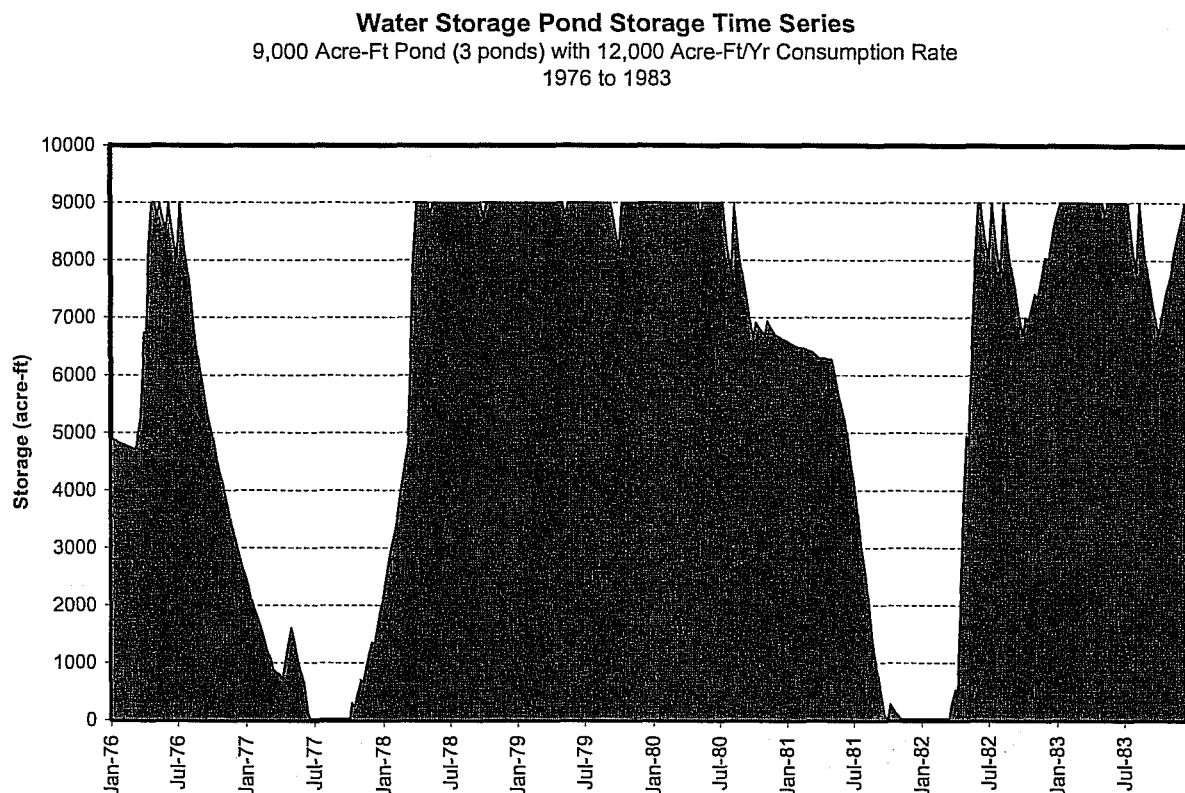 Water Storage Pond Storage Time Series
9,000 Acre-Ft Pond (3 ponds) with 12,000 Acre-Ft/Yr Consumption Rate
1976 to 1983
10000
9000
8000
7000
6000
5000
4000
3000
2000
1000
0
Storage (acre-ft)
Jan-76
Jul-76
Jan-77
Jul-77
Jan-78
Jul-78
Jan-79
Jul-79
Jan-80
Jul-80
Jan-81
Jul-81
Jan-82
Jul-82
Jan-83
Jul-83